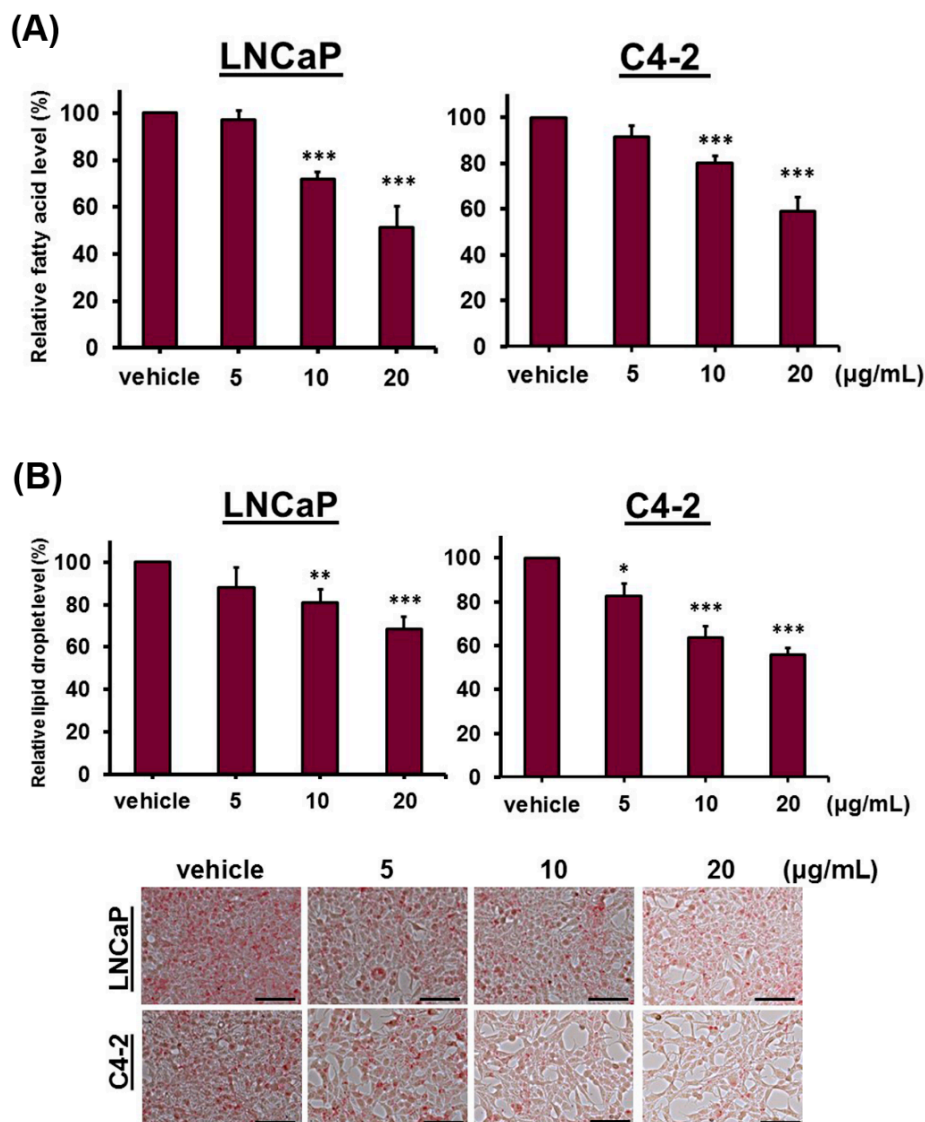 (A)
LNCaP
C4-2
Relative fatty acid level (%)
100
80
60
40
20
0
***
***
vehicle 5 10 20
100
80
60
40
20
0
***
***
vehicle 5 10 20 (µg/mL)
(B)
LNCaP
C4-2
Relative lipid droplet level (%)
100
80
60
40
20
0
**
***
vehicle 5 10 20
100
80
60
40
20
0
*
***
***
vehicle 5 10 20 (µg/mL)
vehicle 5 10 20 (µg/mL)
LNCaP
C4-2